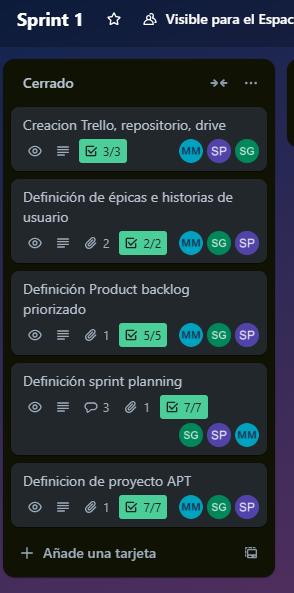 Sprint 1
Visible para el Espac
Cerrado
Creacion Trello, repositorio, drive
3/3 MM SP SG
Definición de épicas e historias de
usuario
2 2/2 MM SG SP
Definición Product backlog
priorizado
1 5/5 MM SG SP
Definición sprint planning
3 1 7/7
SG SP MM
Definicion de proyecto APT
1 7/7 MM SG SP
Añade una tarjeta